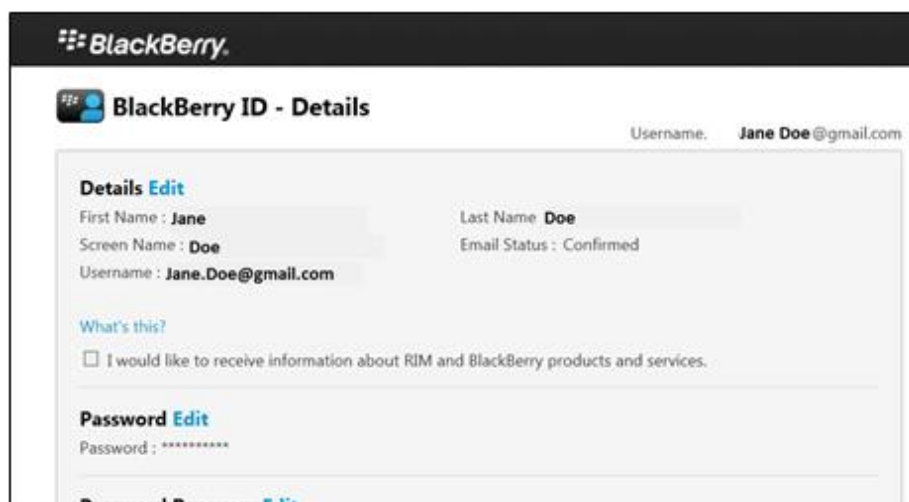 BlackBerry.
BlackBerry ID - Details
Username. Jane Doe @gmail.com
Details Edit
First Name : Jane Last Name Doe
Screen Name : Doe Email Status : Confirmed
Username : Jane.Doe@gmail.com
What's this?
I would like to receive information about RIM and BlackBerry products and services.
Password Edit
Password : **********